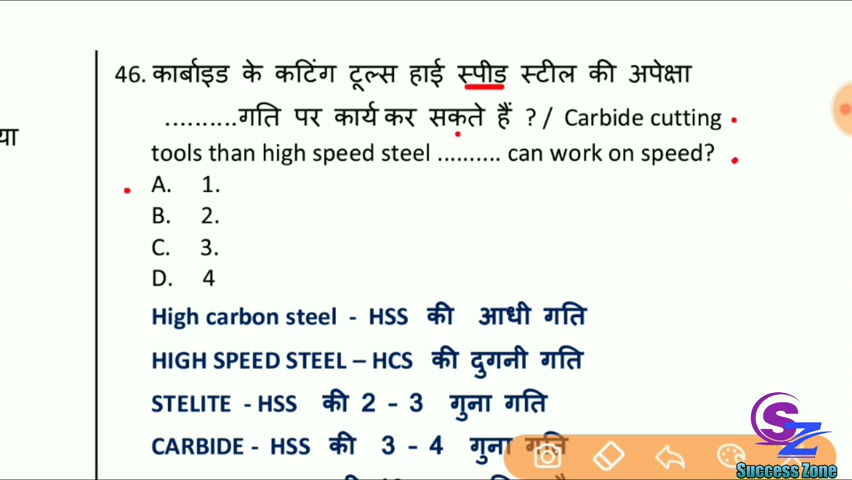 46. कार्बाइड के कटिंग टूल्स हाई स्पीड स्टील की अपेक्षा
..........गति पर कार्य कर सकते हैं ? / Carbide cutting
tools than high speed steel .......... can work on speed?
या
A. 1.
B. 2.
C. 3.
D. 4
High carbon steel - HSS की आधी गति
HIGH SPEED STEEL – HCS की दुगनी गति
STELITE - HSS की 2 - 3 गुना गति
CARBIDE - HSS की 3 - 4 गुना गति
SZ
Success Zone